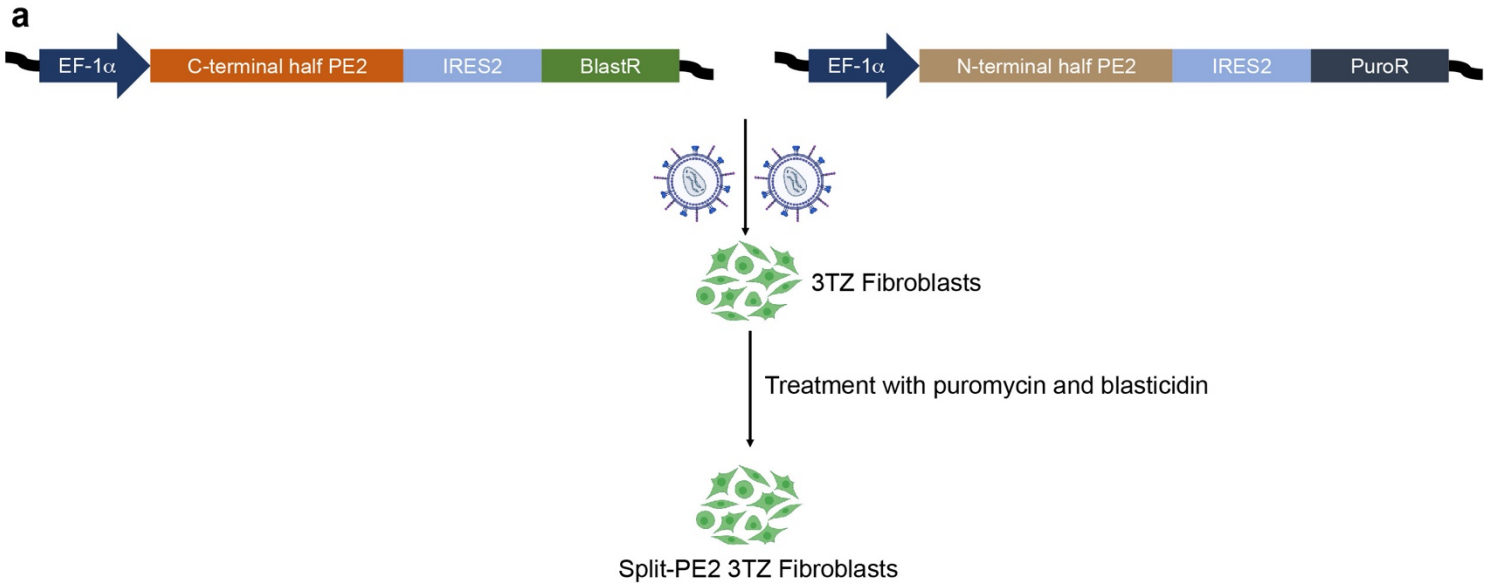 a
EF-1α C-terminal half PE2 IRES2 BlastR EF-1α N-terminal half PE2 IRES2 PuroR
3TZ Fibroblasts
Treatment with puromycin and blasticidin
Split-PE2 3TZ Fibroblasts